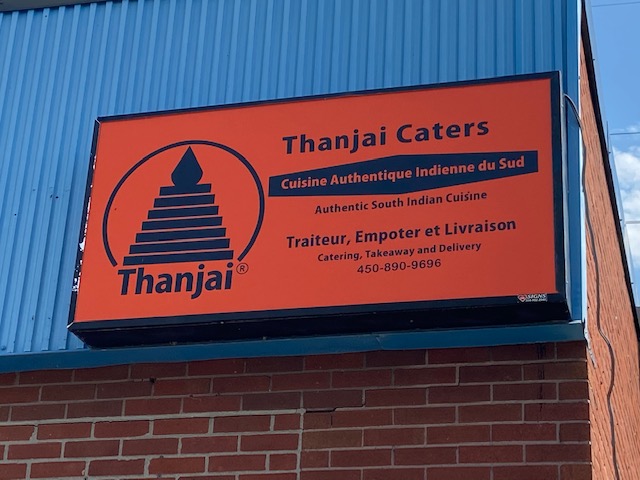 Thanjai®
Thanjai Caters
Cuisine Authentique Indienne du Sud
Authentic South Indian Cuisine
Traiteur, Empoter et Livraison
Catering, Takeaway and Delivery
450-890-9696
SIGNS